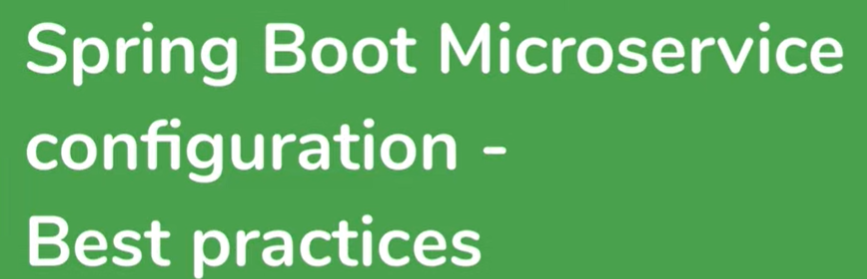 Spring Boot Microservice
configuration -
Best practices